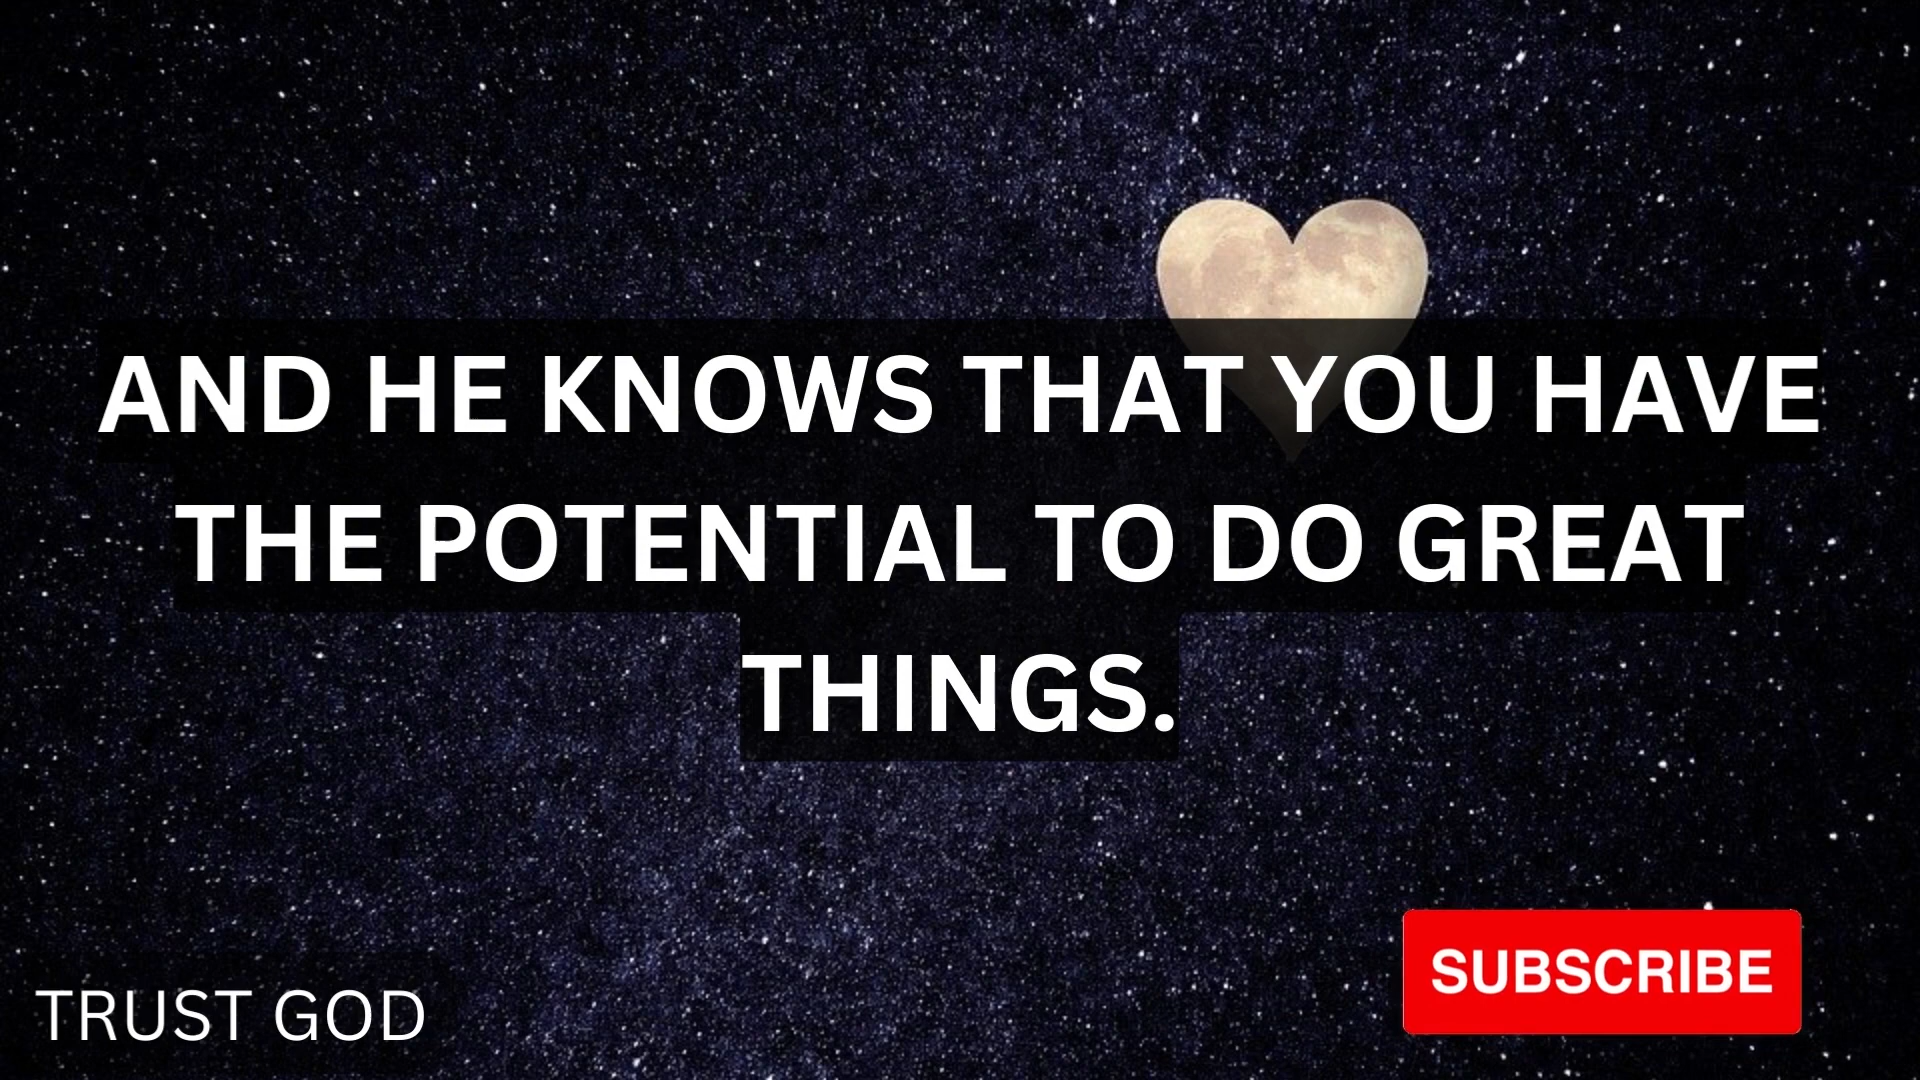 AND HE KNOWS THAT YOU HAVE
THE POTENTIAL TO DO GREAT
THINGS.
SUBSCRIBE
TRUST GOD